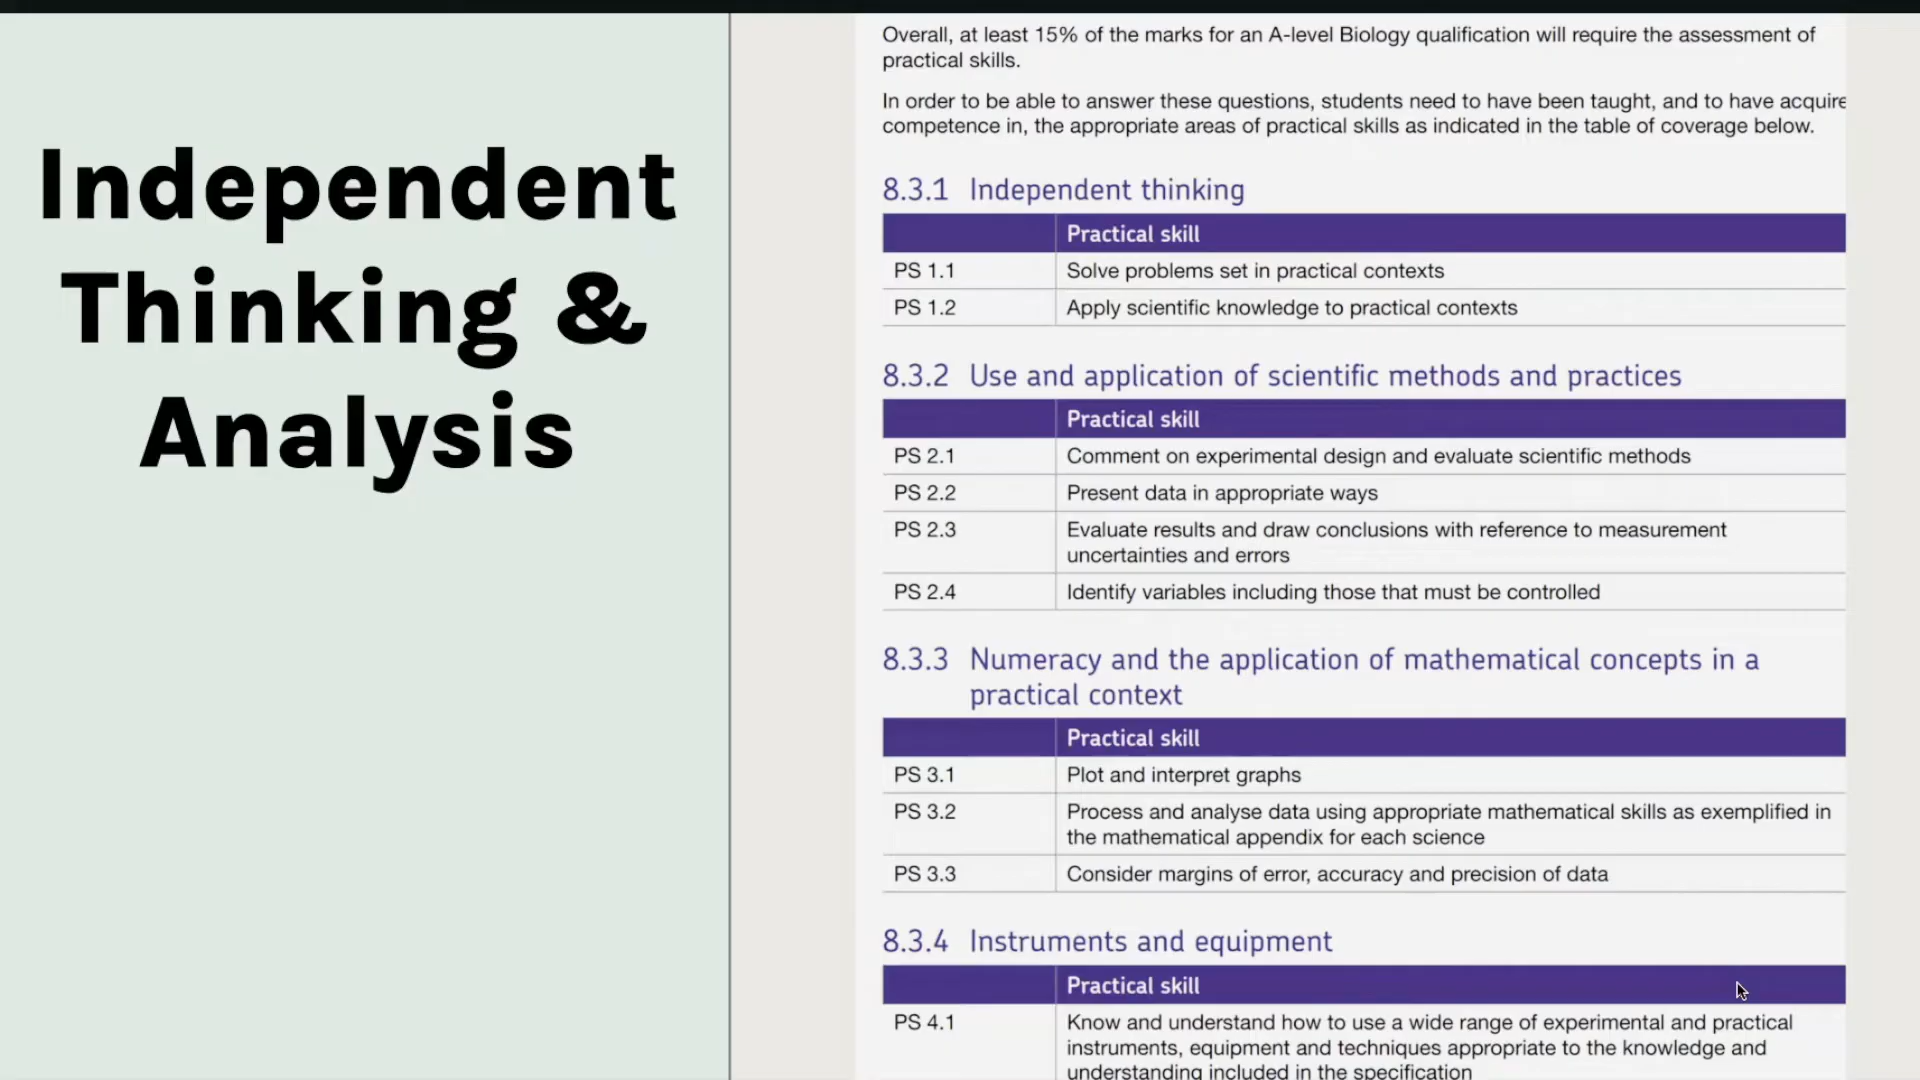 Independent
Thinking &
Analysis
Overall, at least 15% of the marks for an A-level Biology qualification will require the assessment of
practical skills.
In order to be able to answer these questions, students need to have been taught, and to have acquire
competence in, the appropriate areas of practical skills as indicated in the table of coverage below.
8.3.1 Independent thinking
Practical skill
PS 1.1 Solve problems set in practical contexts
PS 1.2 Apply scientific knowledge to practical contexts
8.3.2 Use and application of scientific methods and practices
Practical skill
PS 2.1 Comment on experimental design and evaluate scientific methods
PS 2.2 Present data in appropriate ways
PS 2.3 Evaluate results and draw conclusions with reference to measurement
uncertainties and errors
PS 2.4 Identify variables including those that must be controlled
8.3.3 Numeracy and the application of mathematical concepts in a
practical context
Practical skill
PS 3.1 Plot and interpret graphs
PS 3.2 Process and analyse data using appropriate mathematical skills as exemplified in
the mathematical appendix for each science
PS 3.3 Consider margins of error, accuracy and precision of data
8.3.4 Instruments and equipment
Practical skill
PS 4.1 Know and understand how to use a wide range of experimental and practical
instruments, equipment and techniques appropriate to the knowledge and
understanding included in the specification